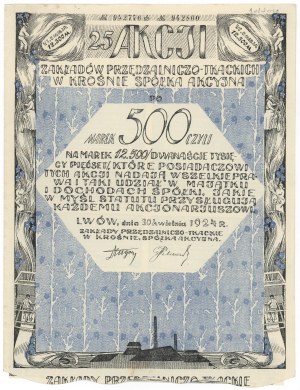 № 942776 do № 942800
25 AKCJI
ZAKŁADÓW PRZĘDZALNICZO-TKACKICH
W KROŚNIE SPÓŁKA AKCYJNA
PO
MAREK 500 CZYLI
NA MAREK 12.500/DWANAŚCIE TYSIĘ-
CY PIĘĆSET/, KTÓRE POSIADACZOWI
TYCH AKCJI NADAJĄ WSZELKIE PRA-
WA I TAKI UDZIAŁ W MAJĄTKU
I DOCHODACH SPÓŁKI, JAKIE
W MYŚL STATUTU PRZYSŁUGUJĄ
KAŻDEMU AKCJONARJUSZOWI.
LWÓW, dnia 30 kwietnia 1924 r.
ZAKŁADY PRZĘDZALNICZO-TKACKIE
W KROŚNIE, SPÓŁKA AKCYJNA.
ZAKŁADY PRZĘDZALNICZO-TKACKIE